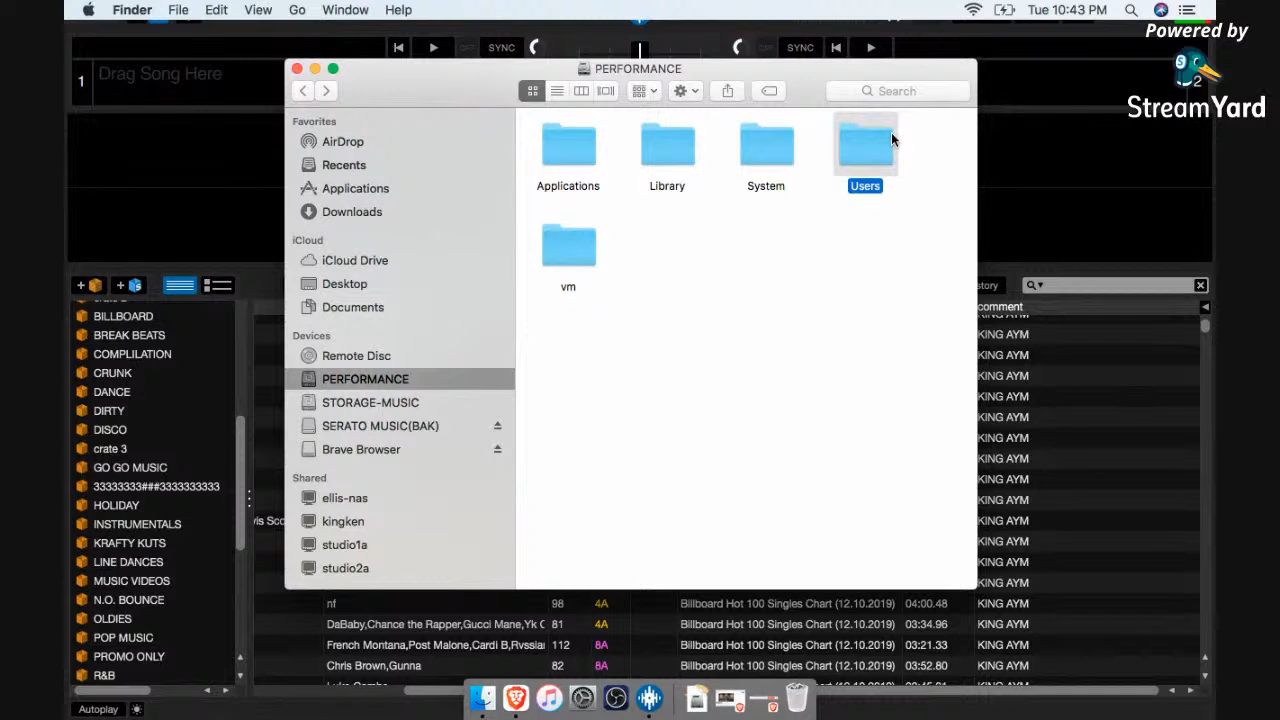 Finder File Edit View Go Window Help
Tue 10:43 PM
Powered by
StreamYard
SYNC
SYNC
1 Drag Song Here
PERFORMANCE
Search
Favorites
AirDrop
Recents
Applications
Downloads
iCloud
iCloud Drive
Desktop
Documents
Devices
Remote Disc
PERFORMANCE
STORAGE-MUSIC
SERATO MUSIC(BAK)
Brave Browser
Shared
ellis-nas
kingken
studio1a
studio2a
Applications Library System Users
vm
BILLBOARD
BREAK BEATS
COMPLILATION
CRUNK
DANCE
DIRTY
DISCO
crate 3
GO GO MUSIC
33333333###3333333333
HOLIDAY
INSTRUMENTALS
KRAFTY KUTS
LINE DANCES
MUSIC VIDEOS
N.O. BOUNCE
OLDIES
POP MUSIC
PROMO ONLY
R&B
Autoplay
story
comment
KING AYM
KING AYM
KING AYM
KING AYM
KING AYM
KING AYM
KING AYM
KING AYM
KING AYM
KING AYM
vis Sco
KING AYM
KING AYM
KING AYM
KING AYM
nf 98 4A Billboard Hot 100 Singles Chart (12.10.2019) 04:00.48 KING AYM
DaBaby,Chance the Rapper,Gucci Mane,Yk C 81 4A Billboard Hot 100 Singles Chart (12.10.2019) 03:34.96 KING AYM
French Montana,Post Malone,Cardi B,Rvssian 112 8A Billboard Hot 100 Singles Chart (12.10.2019) 03:21.33 KING AYM
Chris Brown,Gunna 82 8A Billboard Hot 100 Singles Chart (12.10.2019) 03:52.80 KING AYM